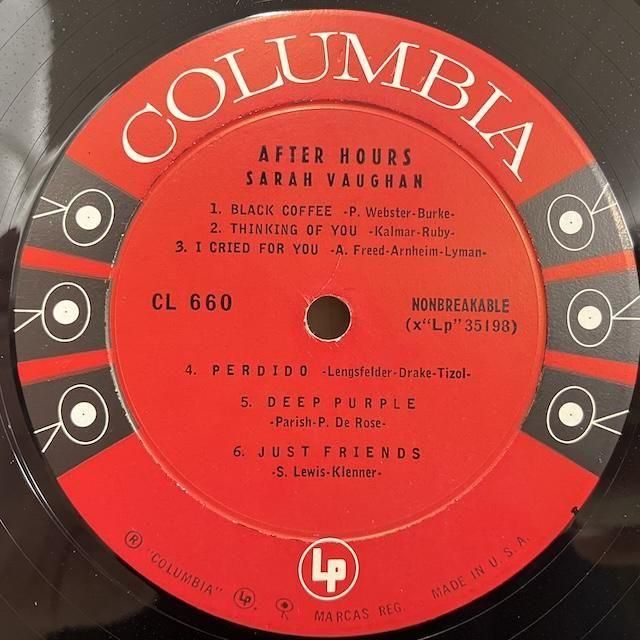 COLUMBIA
AFTER HOURS
SARAH VAUGHAN
1. BLACK COFFEE -P. Webster-Burke-
2. THINKING OF YOU -Kalmar-Ruby-
3. I CRIED FOR YOU -A. Freed-Arnheim-Lyman-
CL 660
NONBREAKABLE
(x"Lp" 35198)
4. PERDIDO -Lengsfelder-Drake-Tizol-
5. DEEP PURPLE
-Parish-P. De Rose-
6. JUST FRIENDS
-S. Lewis-Klenner-
Lp
® "COLUMBIA" Lp. MARCAS REG. MADE IN U.S.A.